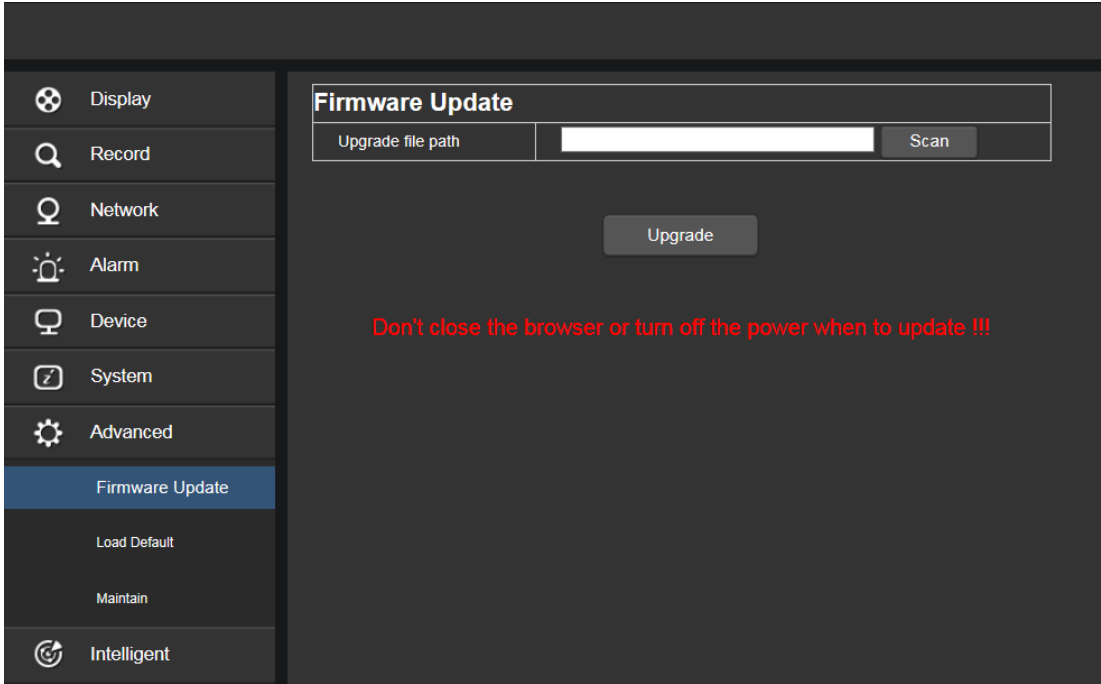 Display
Record
Network
Alarm
Device
System
Advanced
Firmware Update
Load Default
Maintain
Intelligent
Firmware Update
Upgrade file path
Scan
Upgrade
Don't close the browser or turn off the power when to update !!!